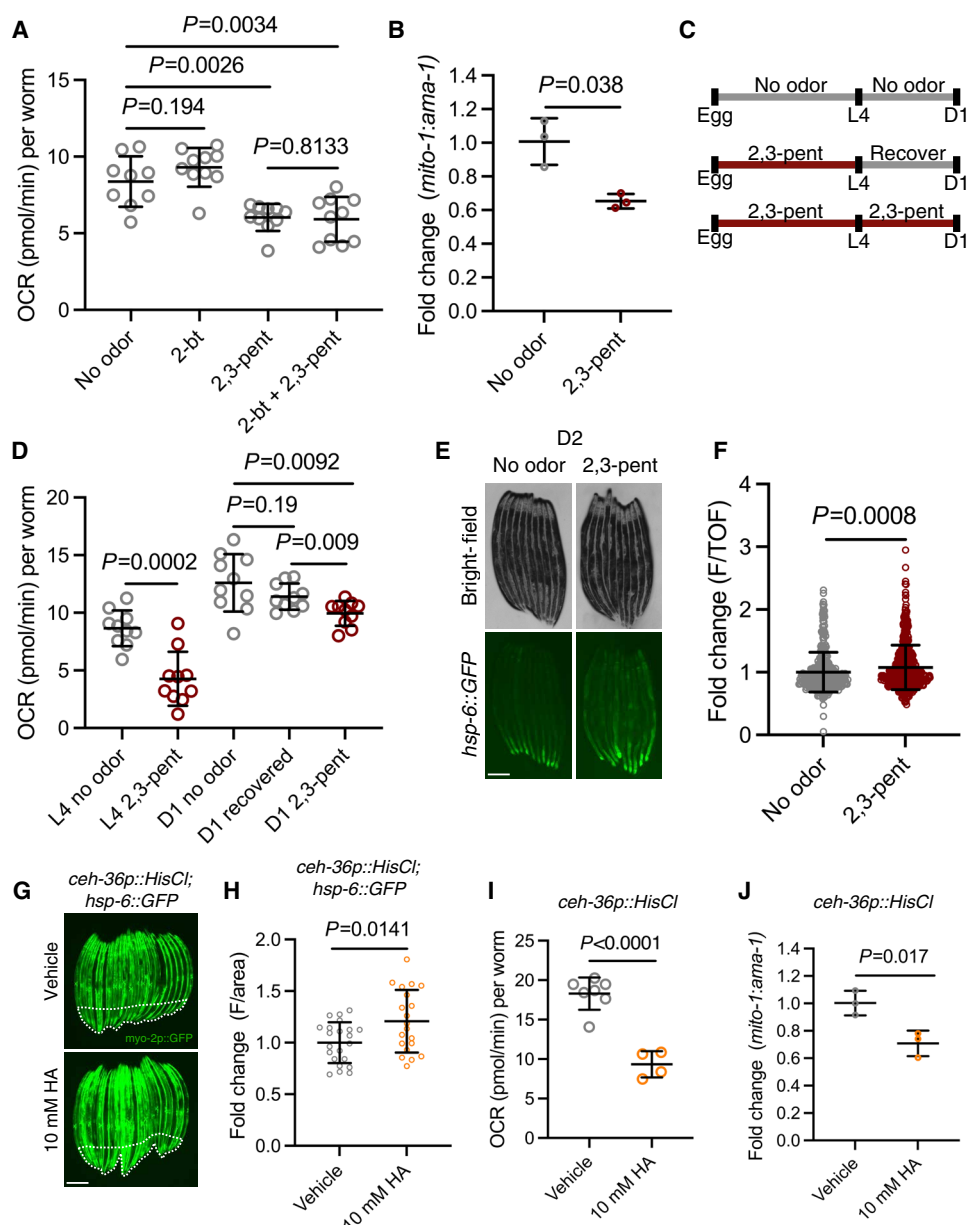 A
P=0.0034
P=0.0026
P=0.194
P=0.8133
15
10
5
0
OCR (pmol/min) per worm
No odor
2-bt
2,3-pent
2-bt + 2,3-pent
B
P=0.038
1.4
1.2
1.0
0.8
0.6
0.4
0.2
0.0
Fold change (mito-1:ama-1)
No odor
2,3-pent
C
No odor No odor
Egg L4 D1
2,3-pent Recover
Egg L4 D1
2,3-pent 2,3-pent
Egg L4 D1
D
P=0.0092
P=0.19
P=0.009
P=0.0002
20
15
10
5
0
OCR (pmol/min) per worm
L4 no odor
L4 2,3-pent
D1 no odor
D1 recovered
D1 2,3-pent
E
D2
No odor 2,3-pent
Bright-field
hsp-6::GFP
F
P=0.0008
4
3
2
1
0
Fold change (F/TOF)
No odor
2,3-pent
G
ceh-36p::HisCl;
hsp-6::GFP
Vehicle
myo-2p::GFP
10 mM HA
H
ceh-36p::HisCl;
hsp-6::GFP
P=0.0141
2.0
1.5
1.0
0.5
0.0
Fold change (F/area)
Vehicle
10 mM HA
I
ceh-36p::HisCl
P<0.0001
25
20
15
10
5
0
OCR (pmol/min) per worm
Vehicle
10 mM HA
J
ceh-36p::HisCl
P=0.017
1.4
1.2
1.0
0.8
0.6
0.4
0.2
0.0
Fold change (mito-1:ama-1)
Vehicle
10 mM HA